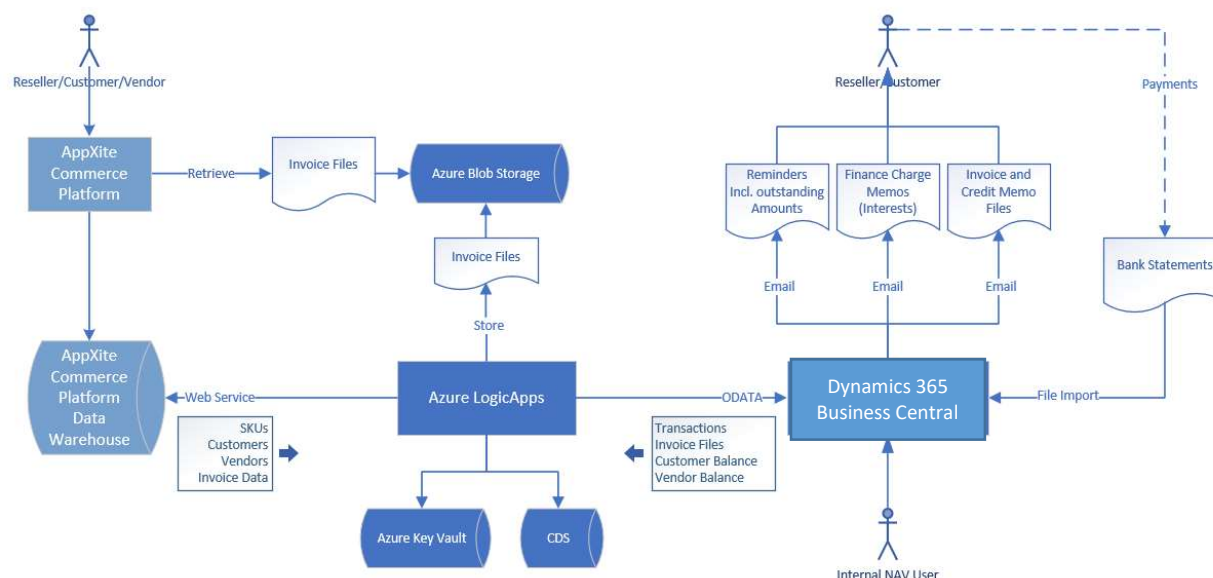 Reseller/Customer/Vendor
AppXite
Commerce
Platform
Retrieve
Invoice Files
Azure Blob Storage
Invoice Files
Store
AppXite
Commerce
Platform
Data
Warehouse
Web Service
Azure LogicApps
ODATA
SKUs
Customers
Vendors
Invoice Data
Transactions
Invoice Files
Customer Balance
Vendor Balance
Azure Key Vault
CDS
Reseller/Customer
Payments
Reminders
Incl. outstanding
Amounts
Finance Charge
Memos
(Interests)
Invoice and
Credit Memo
Files
Email
Email
Email
Bank Statements
Dynamics 365
Business Central
File Import
Internal NAV User